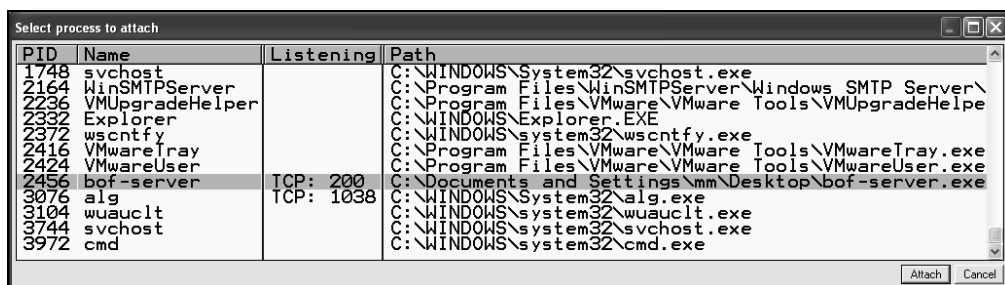 Select process to attach
PID Name Listening Path
1748 svchost C:\WINDOWS\System32\svchost.exe
2164 WinSMTPServer C:\Program Files\WinSMTPServer\Windows SMTP Server\
2236 VMUpgradeHelper C:\Program Files\VMware\VMware Tools\VMUpgradeHelpe
2332 Explorer C:\WINDOWS\Explorer.EXE
2372 wscntfy C:\WINDOWS\system32\wscntfy.exe
2416 VMwareTray C:\Program Files\VMware\VMware Tools\VMwareTray.exe
2424 VMwareUser C:\Program Files\VMware\VMware Tools\VMwareUser.exe
2456 bof-server TCP: 200 C:\Documents and Settings\mm\Desktop\bof-server.exe
3076 alg TCP: 1038 C:\WINDOWS\System32\alg.exe
3104 wuauclt C:\WINDOWS\system32\wuauclt.exe
3744 svchost C:\WINDOWS\system32\svchost.exe
3972 cmd C:\WINDOWS\system32\cmd.exe
Attach Cancel